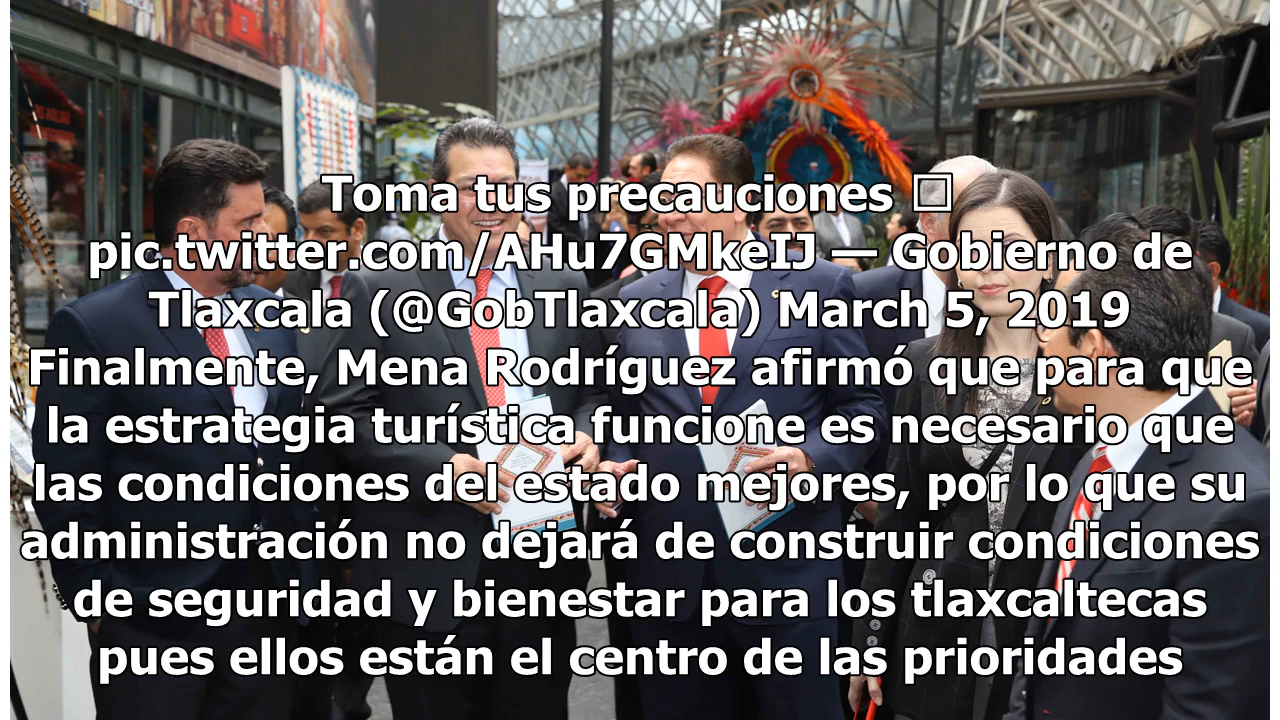 Toma tus precauciones
pic.twitter.com/AHu7GMkeIJ — Gobierno de
Tlaxcala (@GobTlaxcala) March 5, 2019
Finalmente, Mena Rodríguez afirmó que para que
la estrategia turística funcione es necesario que
las condiciones del estado mejores, por lo que su
administración no dejará de construir condiciones
de seguridad y bienestar para los tlaxcaltecas
pues ellos están el centro de las prioridades